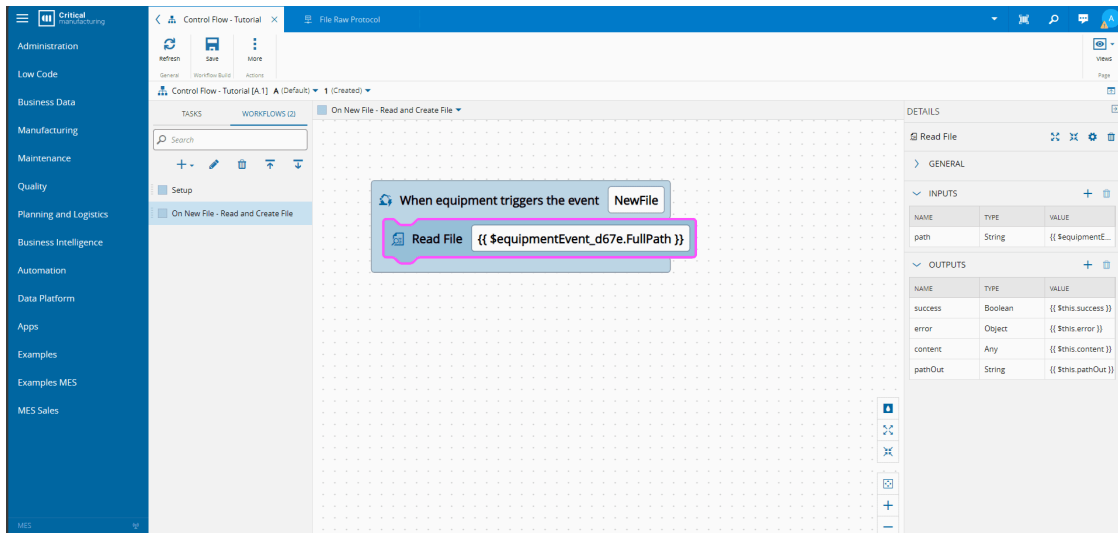 Critical manufacturing
Control Flow - Tutorial
File Raw Protocol
A
Administration
Low Code
Business Data
Manufacturing
Maintenance
Quality
Planning and Logistics
Business Intelligence
Automation
Data Platform
Apps
Examples
Examples MES
MES Sales
MES
Refresh
Save
More
Views
General
Workflow Build
Actions
Page
Control Flow - Tutorial [A.1] A (Default) 1 (Created)
TASKS
WORKFLOWS (2)
Search
Setup
On New File - Read and Create File
On New File - Read and Create File
When equipment triggers the event NewFile
Read File {{ $equipmentEvent_d67e.FullPath }}
DETAILS
Read File
GENERAL
INPUTS
NAME TYPE VALUE
path String {{ $equipmentE...
OUTPUTS
NAME TYPE VALUE
success Boolean {{ $this.success }}
error Object {{ $this.error }}
content Any {{ $this.content }}
pathOut String {{ $this.pathOut }}